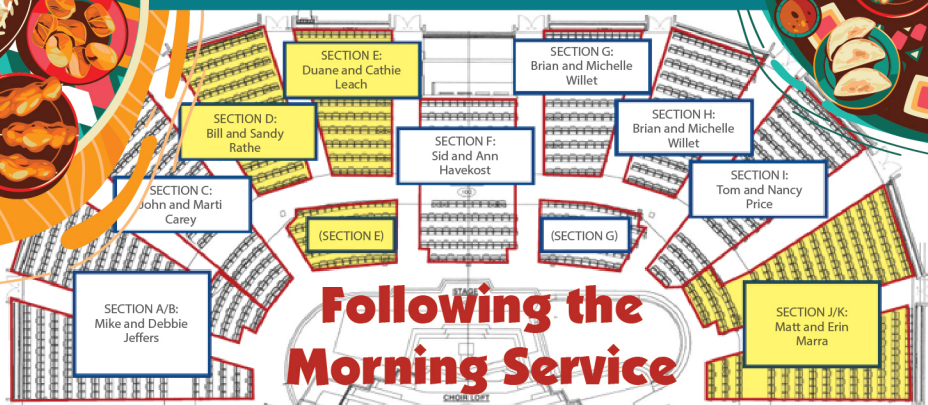 SECTION E:
Duane and Cathie
Leach
SECTION G:
Brian and Michelle
Willet
SECTION D:
Bill and Sandy
Rathe
SECTION F:
Sid and Ann
Havekost
SECTION H:
Brian and Michelle
Willet
SECTION C:
John and Marti
Carey
SECTION I:
Tom and Nancy
Price
(SECTION E)
(SECTION G)
SECTION A/B:
Mike and Debbie
Jeffers
SECTION J/K:
Matt and Erin
Marra
STAGE
Following the
Morning Service
CHOIR LOFT